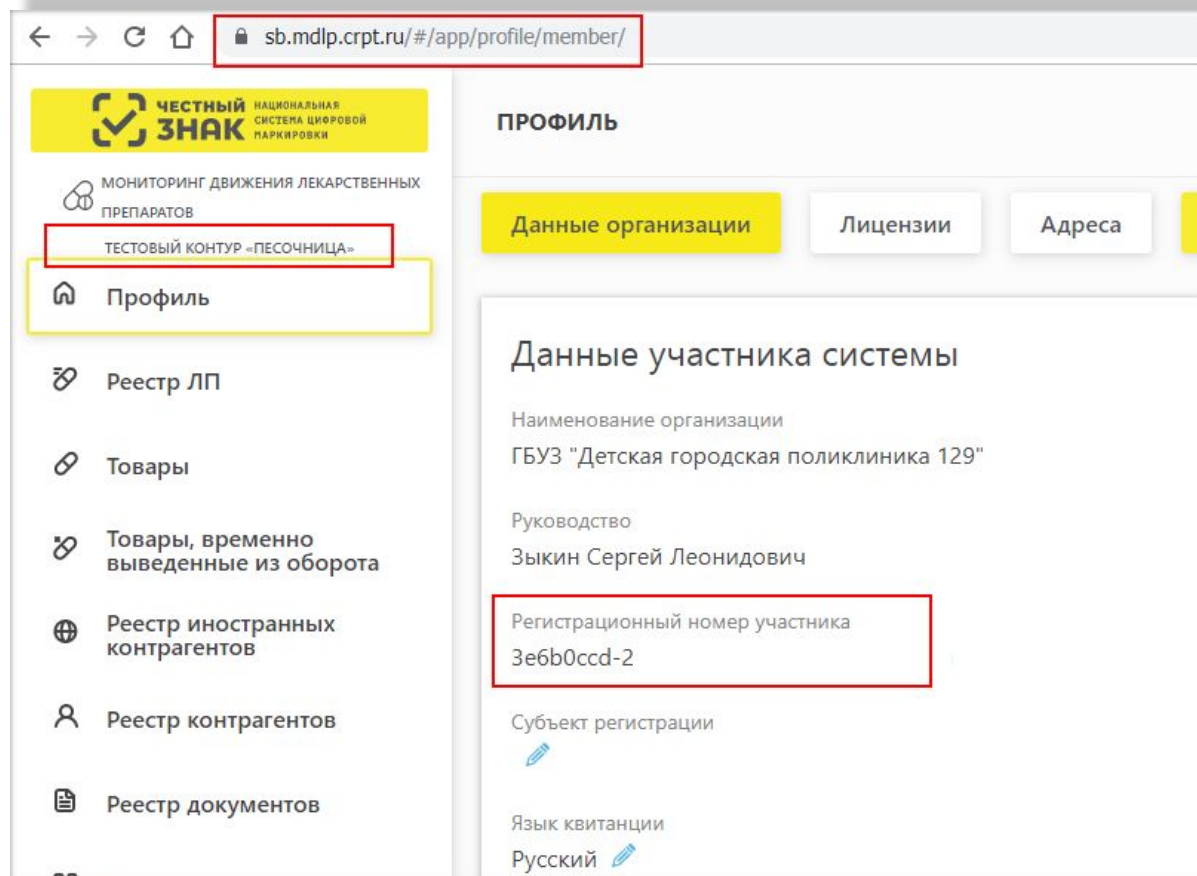 sb.mdlp.crpt.ru/#/app/profile/member/
ЧЕСТНЫЙ ЗНАК
НАЦИОНАЛЬНАЯ
СИСТЕМА ЦИФРОВОЙ
МАРКИРОВКИ
МОНИТОРИНГ ДВИЖЕНИЯ ЛЕКАРСТВЕННЫХ
ПРЕПАРАТОВ
ТЕСТОВЫЙ КОНТУР «ПЕСОЧНИЦА»
Профиль
Реестр ЛП
Товары
Товары, временно
выведенные из оборота
Реестр иностранных
контрагентов
Реестр контрагентов
Реестр документов
ПРОФИЛЬ
Данные организации
Лицензии
Адреса
Данные участника системы
Наименование организации
ГБУЗ "Детская городская поликлиника 129"
Руководство
Зыкин Сергей Леонидович
Регистрационный номер участника
3e6b0ccd-2
Субъект регистрации
Язык квитанции
Русский